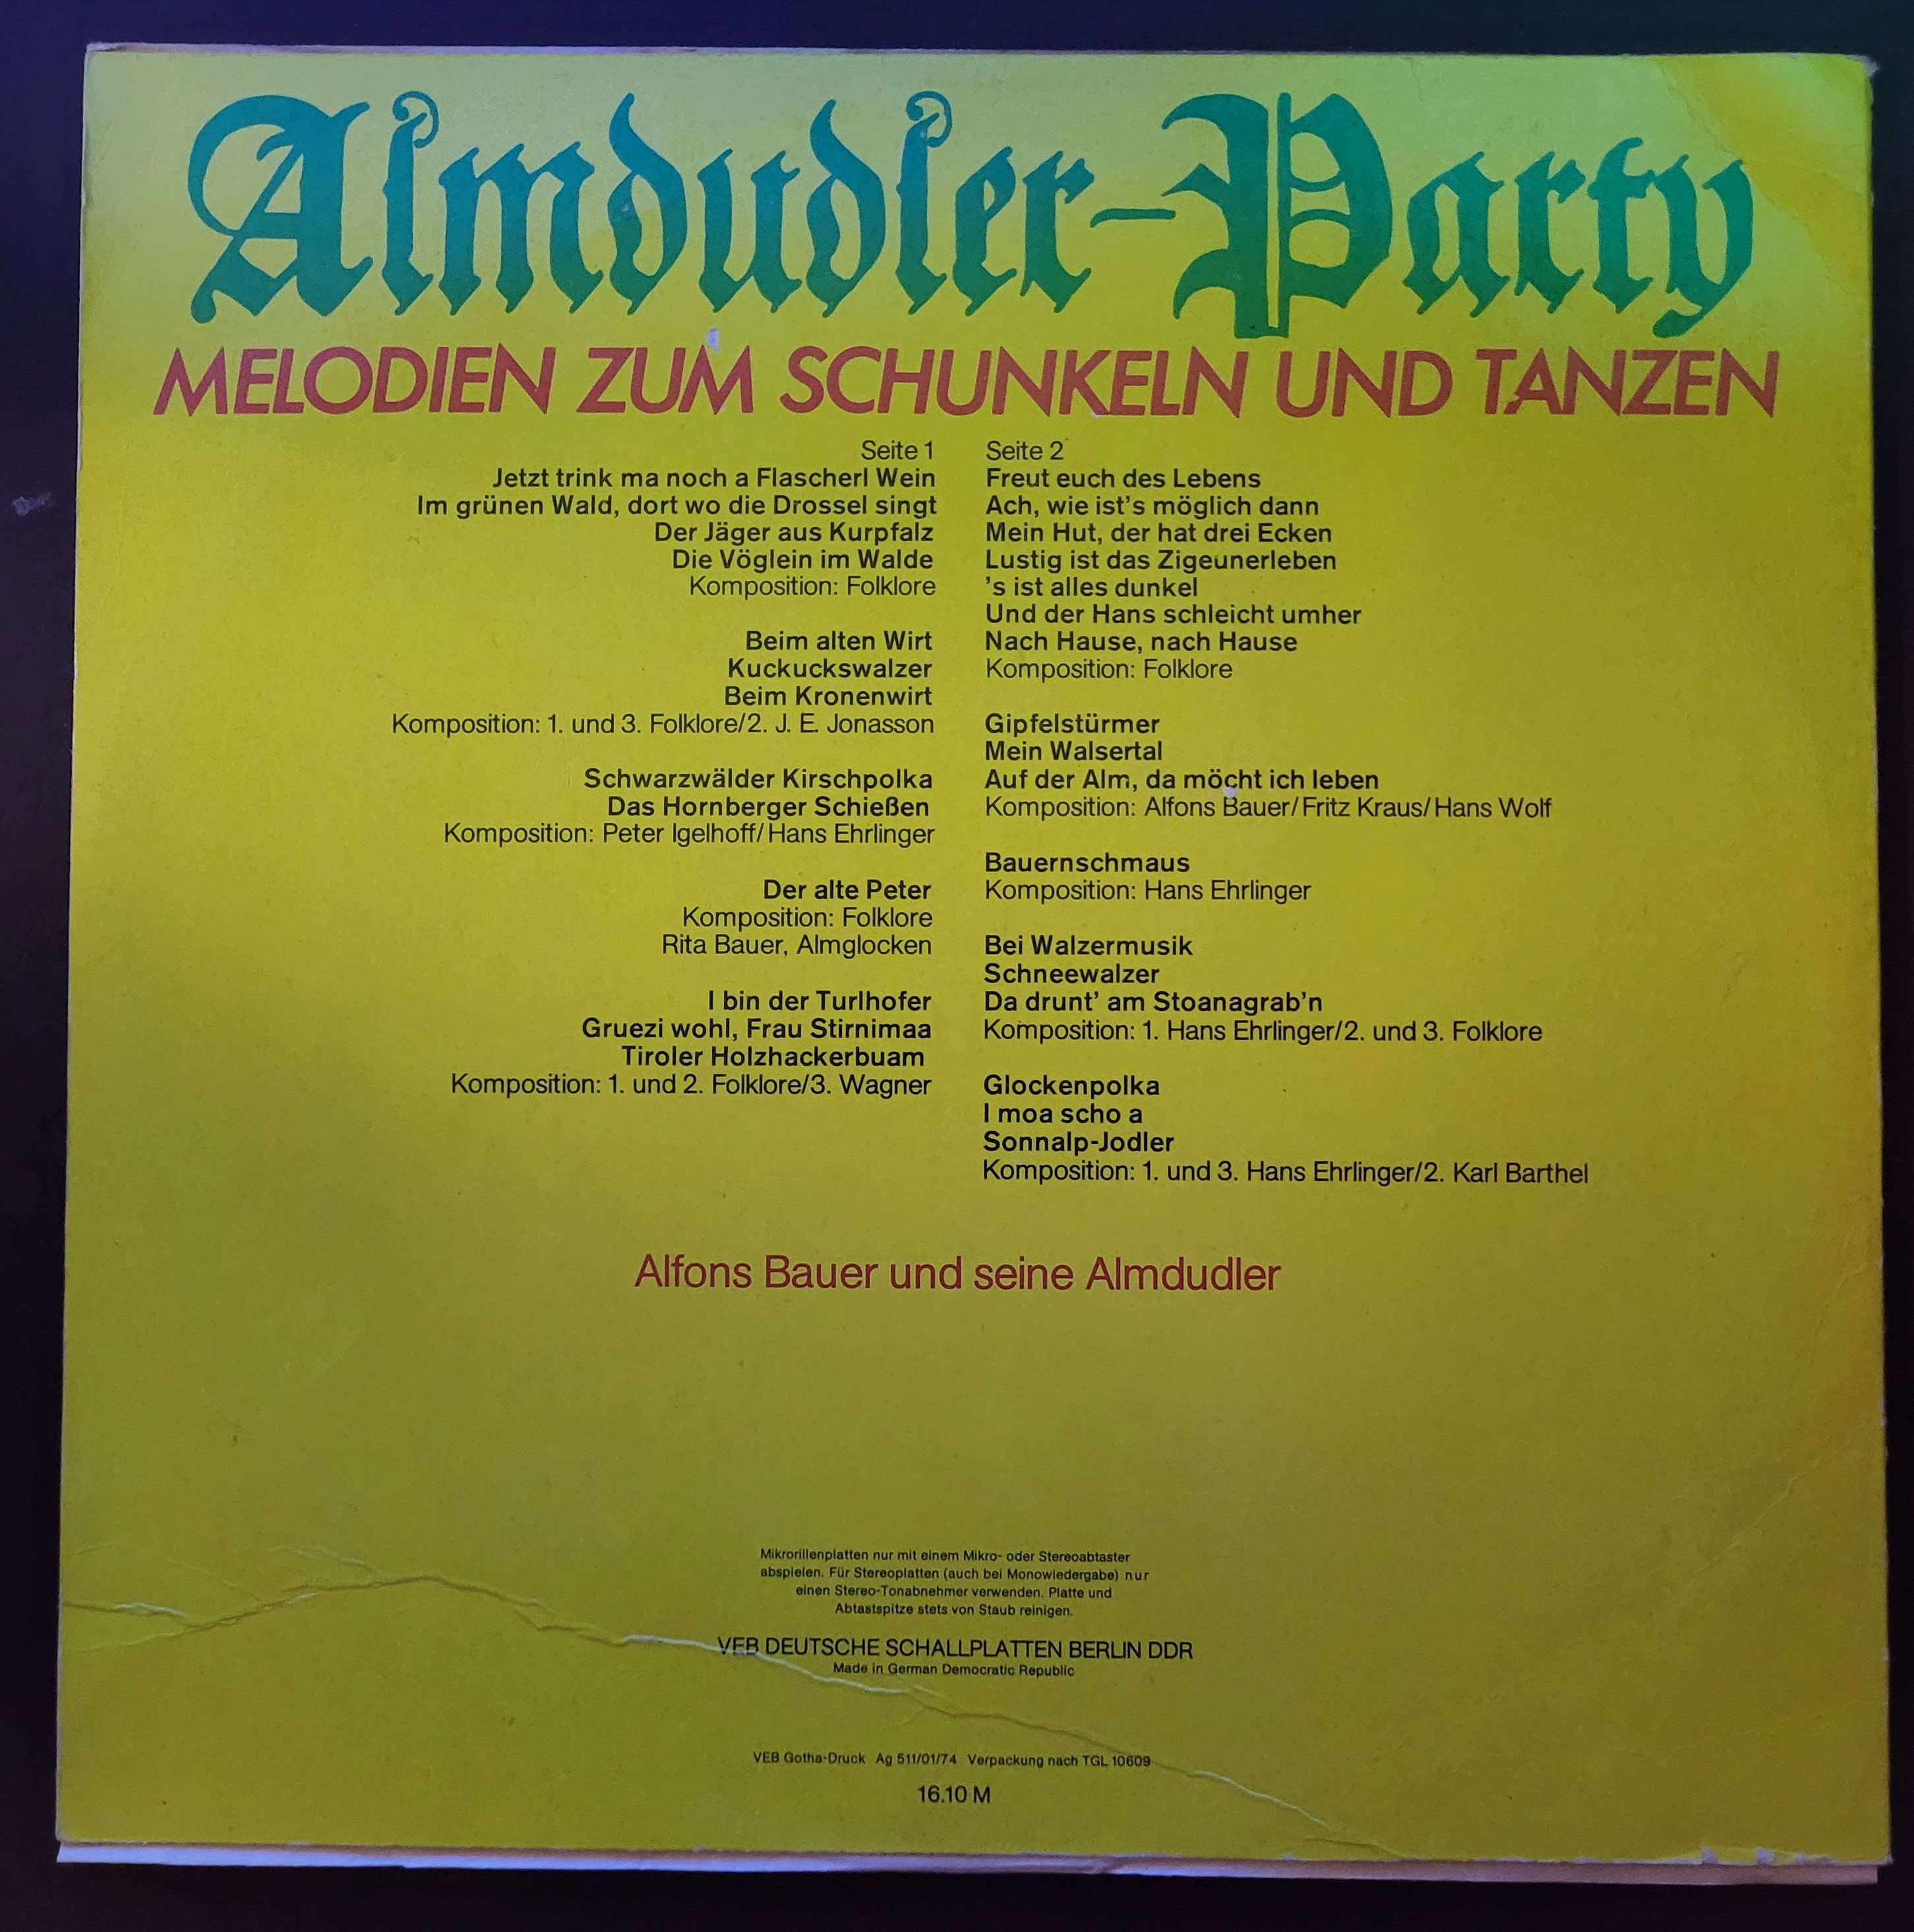 Almdudler-Party
MELODIEN ZUM SCHUNKELN UND TANZEN
Seite 1
Jetzt trink ma noch a Flascherl Wein
Im grünen Wald, dort wo die Drossel singt
Der Jäger aus Kurpfalz
Die Vöglein im Walde
Komposition: Folklore
Beim alten Wirt
Kuckuckswalzer
Beim Kronenwirt
Komposition: 1. und 3. Folklore/2. J. E. Jonasson
Schwarzwälder Kirschpolka
Das Hornberger Schießen
Komposition: Peter Igelhoff/Hans Ehrlinger
Der alte Peter
Komposition: Folklore
Rita Bauer, Almglocken
I bin der Turlhofer
Gruezi wohl, Frau Stirnimaa
Tiroler Holzhackerbuam
Komposition: 1. und 2. Folklore/3. Wagner
Seite 2
Freut euch des Lebens
Ach, wie ist's möglich dann
Mein Hut, der hat drei Ecken
Lustig ist das Zigeunerleben
's ist alles dunkel
Und der Hans schleicht umher
Nach Hause, nach Hause
Komposition: Folklore
Gipfelstürmer
Mein Walsertal
Auf der Alm, da möcht ich leben
Komposition: Alfons Bauer/Fritz Kraus/Hans Wolf
Bauernschmaus
Komposition: Hans Ehrlinger
Bei Walzermusik
Schneewalzer
Da drunt' am Stoanagrab'n
Komposition: 1. Hans Ehrlinger/2. und 3. Folklore
Glockenpolka
I moa scho a
Sonnalp-Jodler
Komposition: 1. und 3. Hans Ehrlinger/2. Karl Barthel
Alfons Bauer und seine Almdudler
Mikrorillenplatten nur mit einem Mikro- oder Stereoabtaster
abspielen. Für Stereoplatten (auch bei Monowiedergabe) nur
einen Stereo-Tonabnehmer verwenden. Platte und
Abtastspitze stets von Staub reinigen.
VEB DEUTSCHE SCHALLPLATTEN BERLIN DDR
Made in German Democratic Republic
VEB Gotha-Druck Ag 511/01/74 Verpackung nach TGL 10609
16.10 M